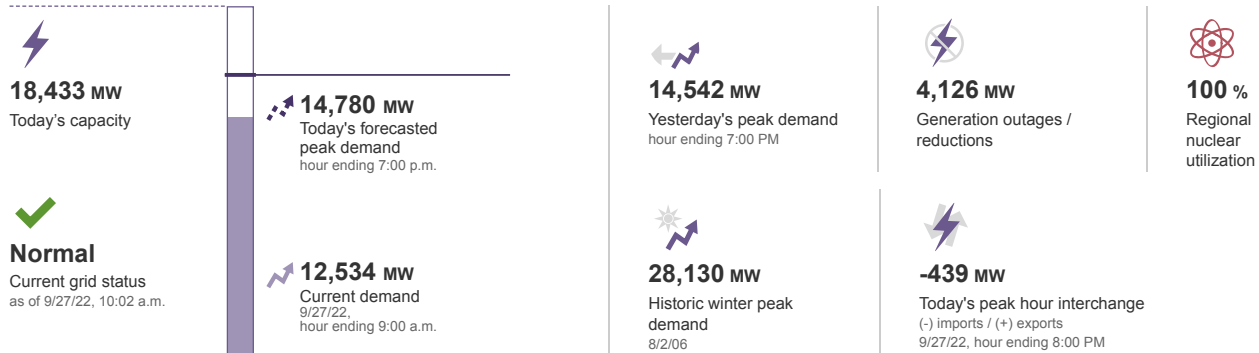 18,433 MW
Today's capacity
Normal
Current grid status
as of 9/27/22, 10:02 a.m.
14,780 MW
Today's forecasted
peak demand
hour ending 7:00 p.m.
12,534 MW
Current demand
9/27/22,
hour ending 9:00 a.m.
14,542 MW
Yesterday's peak demand
hour ending 7:00 PM
4,126 MW
Generation outages /
reductions
100 %
Regional
nuclear
utilization
28,130 MW
Historic winter peak
demand
8/2/06
-439 MW
Today's peak hour interchange
(-) imports / (+) exports
9/27/22, hour ending 8:00 PM